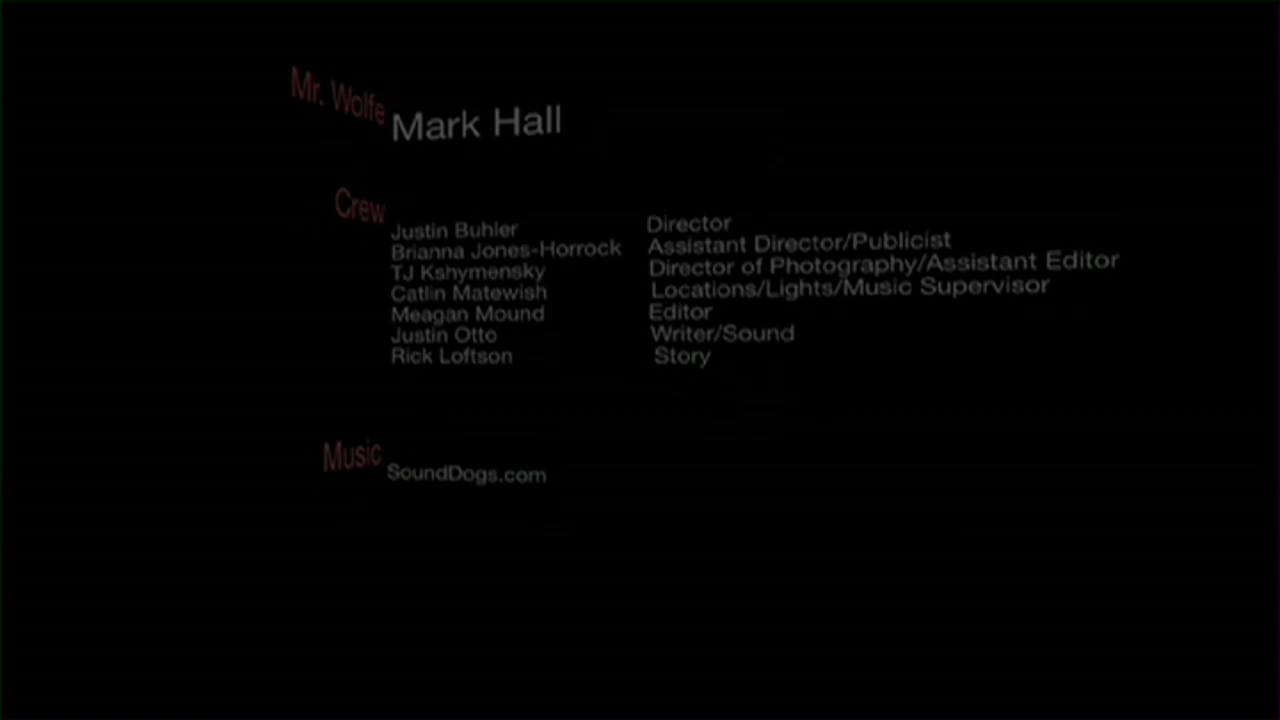 Mr. Wolfe
Mark Hall
Crew
Justin Buhler Director
Brianna Jones-Horrock Assistant Director/Publicist
TJ Kshymensky Director of Photography/Assistant Editor
Catlin Matewish Locations/Lights/Music Supervisor
Meagan Mound Editor
Justin Otto Writer/Sound
Rick Loftson Story
Music
SoundDogs.com